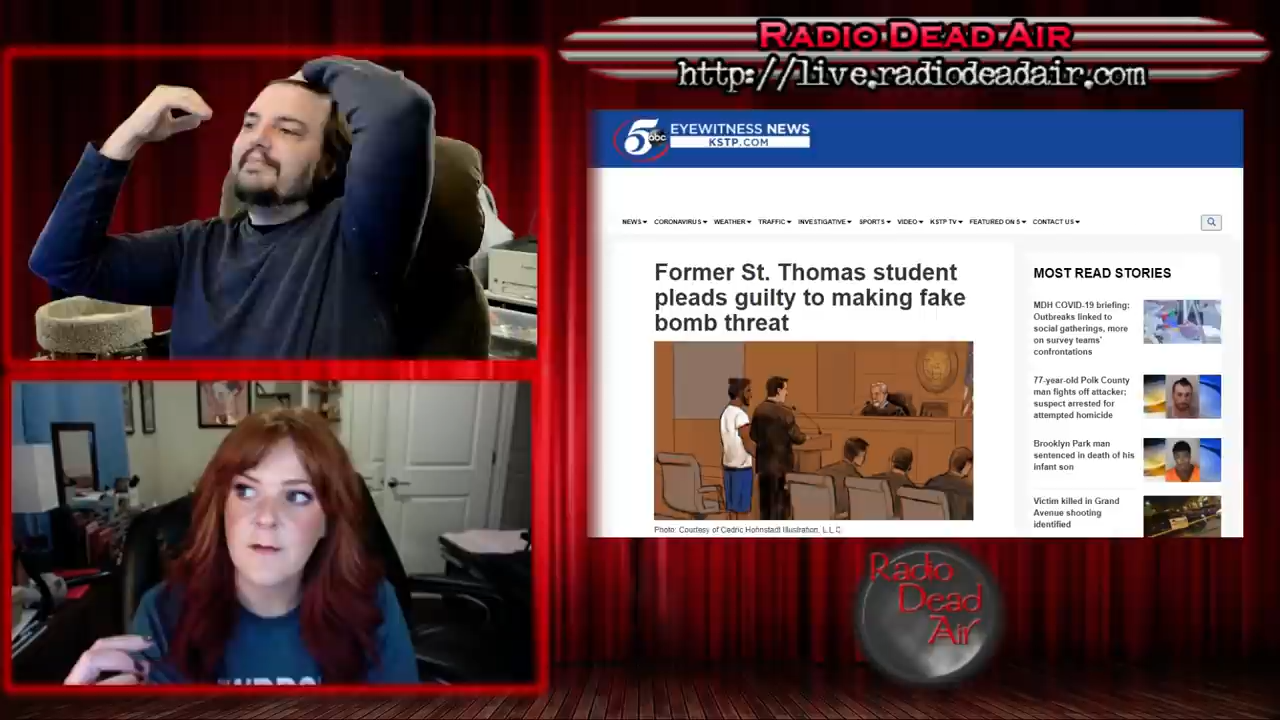 RADIO DEAD AIR
http://live.radiodeadair.com
5 abc
EYEWITNESS NEWS
KSTP.COM
NEWS CORONAVIRUS WEATHER TRAFFIC INVESTIGATIVE SPORTS VIDEO KSTP TV FEATURED ON 5 CONTACT US
Former St. Thomas student
pleads guilty to making fake
bomb threat
Photo: Courtesy of Cedric Hohnstadt Illustration, L.L.C.
MOST READ STORIES
MDH COVID-19 briefing:
Outbreaks linked to
social gatherings, more
on survey teams'
confrontations
77-year-old Polk County
man fights off attacker;
suspect arrested for
attempted homicide
Brooklyn Park man
sentenced in death of his
infant son
Victim killed in Grand
Avenue shooting
identified
Radio
Dead
Air